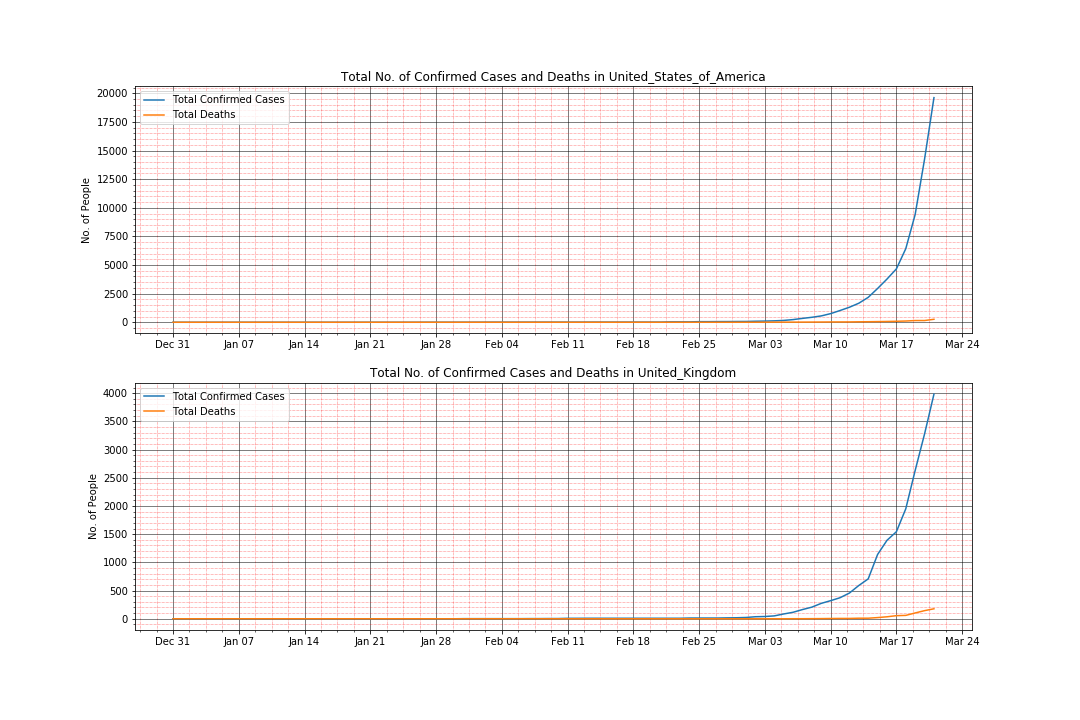 Total No. of Confirmed Cases and Deaths in United_States_of_America
Total Confirmed Cases
Total Deaths
No. of People
20000
17500
15000
12500
10000
7500
5000
2500
0
Dec 31 Jan 07 Jan 14 Jan 21 Jan 28 Feb 04 Feb 11 Feb 18 Feb 25 Mar 03 Mar 10 Mar 17 Mar 24
Total No. of Confirmed Cases and Deaths in United_Kingdom
Total Confirmed Cases
Total Deaths
No. of People
4000
3500
3000
2500
2000
1500
1000
500
0
Dec 31 Jan 07 Jan 14 Jan 21 Jan 28 Feb 04 Feb 11 Feb 18 Feb 25 Mar 03 Mar 10 Mar 17 Mar 24